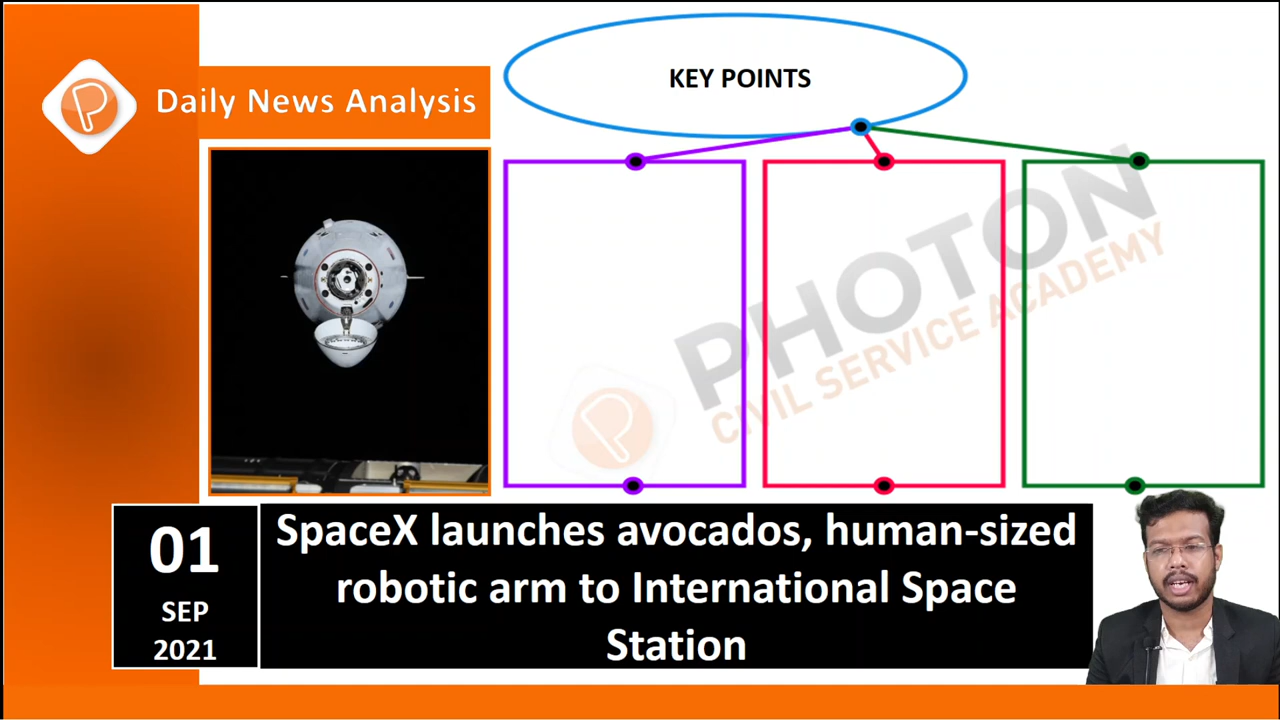 Daily News Analysis
KEY POINTS
PHOTON
CIVIL SERVICE ACADEMY
01
SEP
2021
SpaceX launches avocados, human-sized
robotic arm to International Space
Station